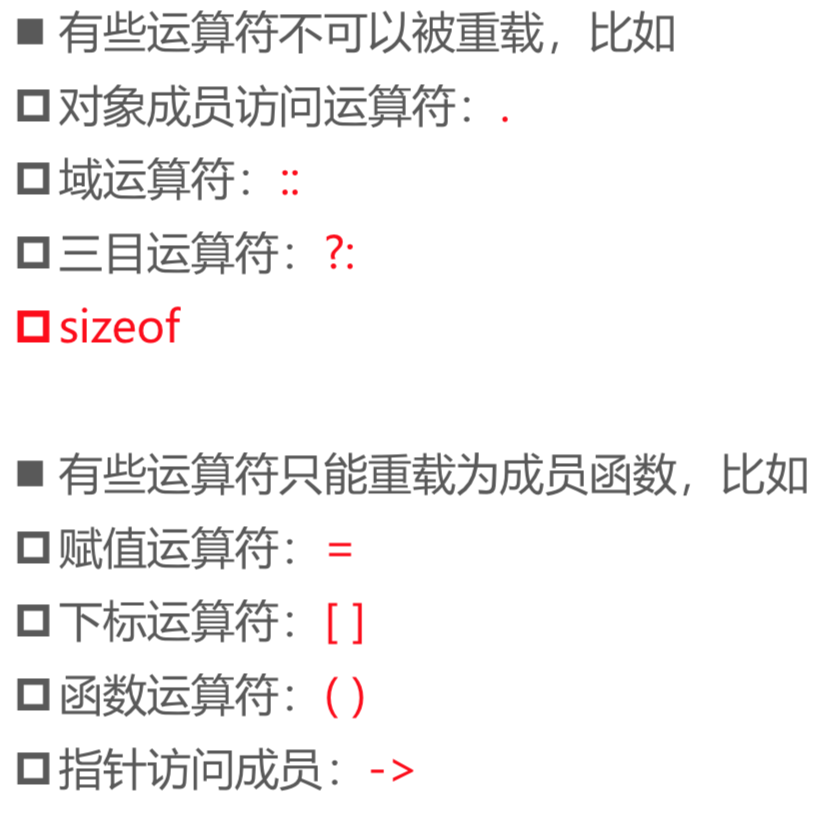 ■ 有些运算符不可以被重载，比如
□ 对象成员访问运算符：.
□ 域运算符：::
□ 三目运算符：?:
□ sizeof
■ 有些运算符只能重载为成员函数，比如
□ 赋值运算符：=
□ 下标运算符：[ ]
□ 函数运算符：( )
□ 指针访问成员：->